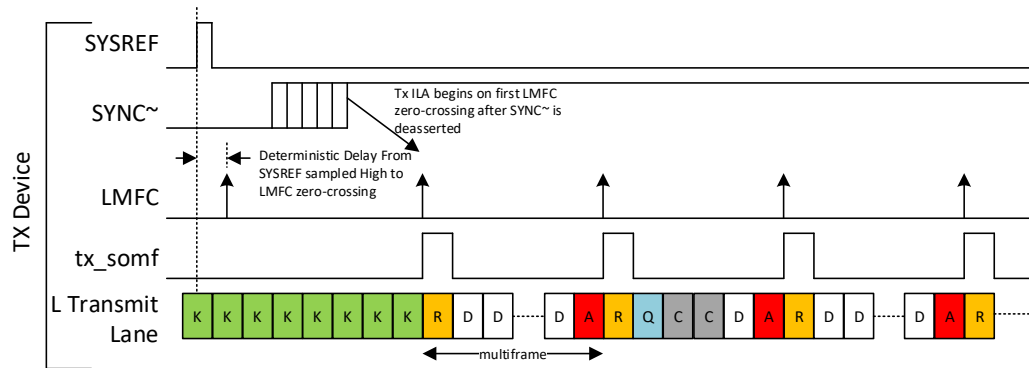 TX Device
SYSREF
SYNC~
Tx ILA begins on first LMFC
zero-crossing after SYNC~ is
deasserted
Deterministic Delay From
SYSREF sampled High to
LMFC zero-crossing
LMFC
tx_somf
L Transmit
Lane
K K K K K K K K R D D D A R Q C C D A R D D D A R
multiframe